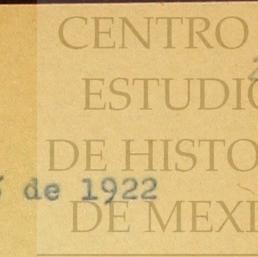 CENTRO
ESTUDIO
DE HISTO
de 1922
DE MEXI